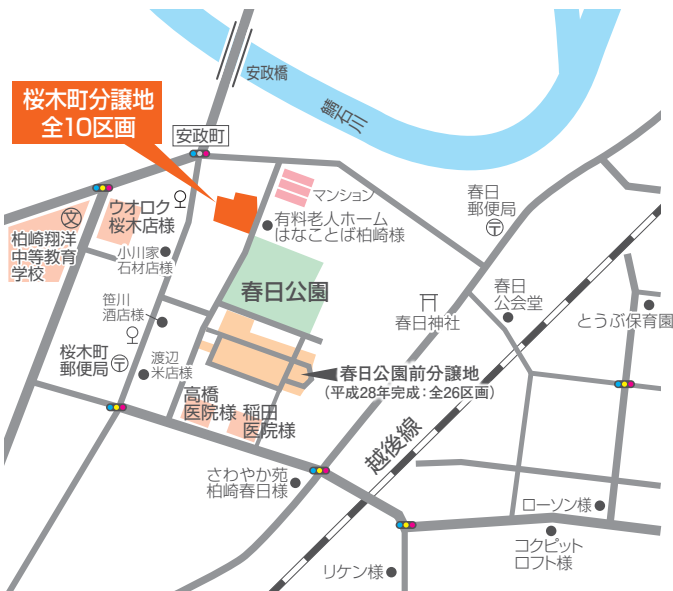 安政橋
鯖石川
桜木町分譲地
全10区画
安政町
マンション
ウオロク
桜木店様
有料老人ホーム
はなことば柏崎様
春日
郵便局
文
柏崎翔洋
中等教育
学校
小川家
石材店様
春日公園
春日
公会堂
とうぶ保育園
春日神社
笹川
酒店様
桜木町
郵便局
渡辺
米店様
春日公園前分譲地
(平成28年完成:全26区画)
高橋
医院様
稲田
医院様
越後線
さわやか苑
柏崎春日様
ローソン様
コクピット
ロフト様
リケン様